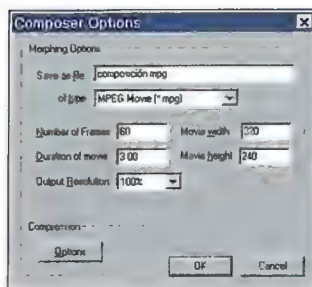 Composer Options
Morphing Options
Save as file composición.mpg
of type MPEG Movie (*.mpg)
Number of Frames 60 Movie width 320
Duration of movie 3.00 Movie height 240
Output Resolution 100%
Compression
Options
OK Cancel